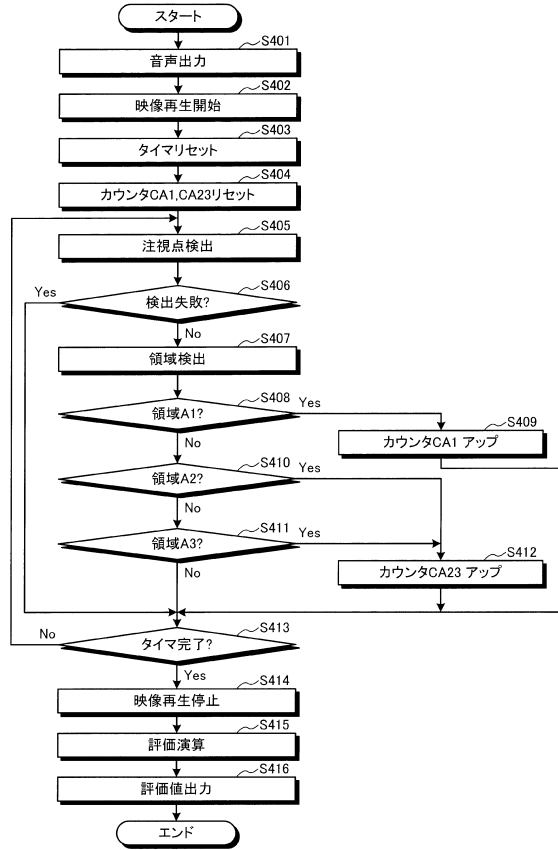 スタート
S401
音声出力
S402
映像再生開始
S403
タイマリセット
S404
カウンタCA1,CA23リセット
S405
注視点検出
S406
Yes
検出失敗?
No
S407
領域検出
S408
Yes
領域A1?
S409
カウンタCA1 アップ
No
S410
Yes
領域A2?
No
S411
Yes
領域A3?
S412
カウンタCA23 アップ
No
S413
No
タイマ完了?
Yes
S414
映像再生停止
S415
評価演算
S416
評価値出力
エンド